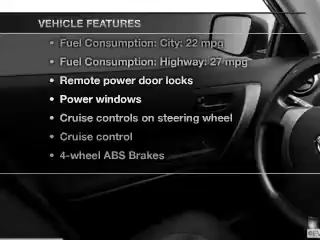 VEHICLE FEATURES
• Fuel Consumption: City: 22 mpg
• Fuel Consumption: Highway: 27 mpg
• Remote power door locks
• Power windows
• Cruise controls on steering wheel
• Cruise control
• 4-wheel ABS Brakes